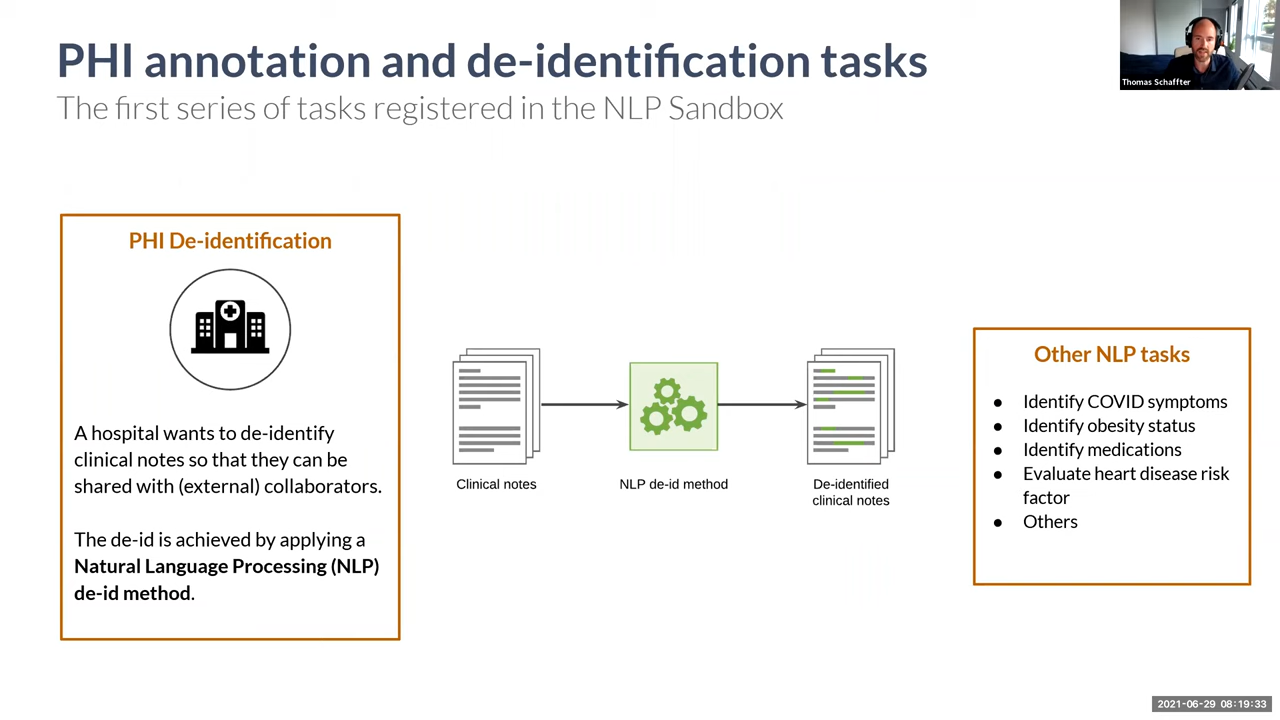 PHI annotation and de-identification tasks
The first series of tasks registered in the NLP Sandbox
Thomas Schaffter
PHI De-identification
A hospital wants to de-identify
clinical notes so that they can be
shared with (external) collaborators.
The de-id is achieved by applying a
Natural Language Processing (NLP)
de-id method.
Clinical notes
NLP de-id method
De-identified
clinical notes
Other NLP tasks
● Identify COVID symptoms
● Identify obesity status
● Identify medications
● Evaluate heart disease risk
factor
● Others
2021-06-29 08:19:33